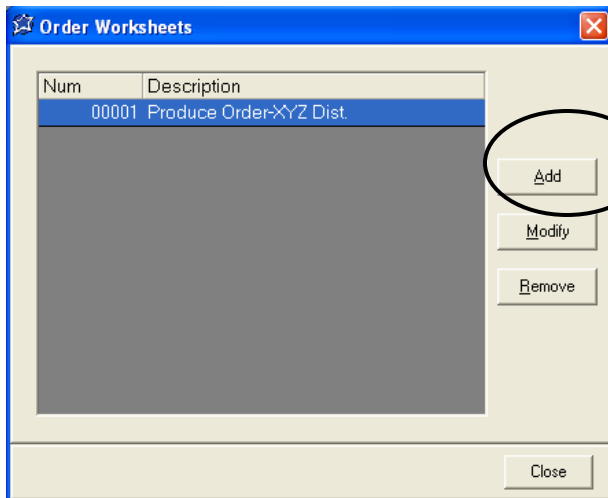 Order Worksheets
Num Description
00001 Produce Order-XYZ Dist.
Add
Modify
Remove
Close